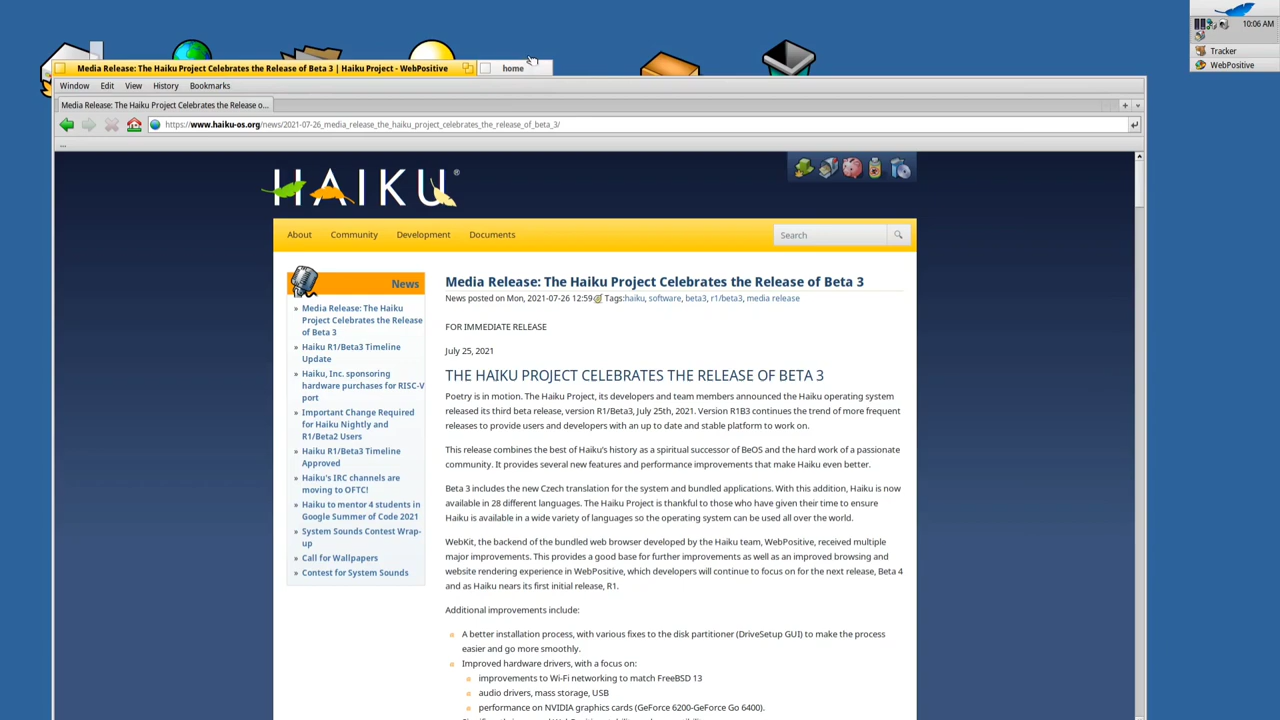 10:06 AM
Tracker
WebPositive
Media Release: The Haiku Project Celebrates the Release of Beta 3 | Haiku Project - WebPositive
home
Window Edit View History Bookmarks
Media Release: The Haiku Project Celebrates the Release o...
https://www.haiku-os.org/news/2021-07-26_media_release_the_haiku_project_celebrates_the_release_of_beta_3/
...
HAIKU®
About Community Development Documents Search
News
» Media Release: The Haiku
Project Celebrates the Release
of Beta 3
» Haiku R1/Beta3 Timeline
Update
» Haiku, Inc. sponsoring
hardware purchases for RISC-V
port
» Important Change Required
for Haiku Nightly and
R1/Beta2 Users
» Haiku R1/Beta3 Timeline
Approved
» Haiku's IRC channels are
moving to OFTC!
» Haiku to mentor 4 students in
Google Summer of Code 2021
» System Sounds Contest Wrap-
up
» Call for Wallpapers
» Contest for System Sounds
Media Release: The Haiku Project Celebrates the Release of Beta 3
News posted on Mon, 2021-07-26 12:59 Tags:haiku, software, beta3, r1/beta3, media release
FOR IMMEDIATE RELEASE
July 25, 2021
THE HAIKU PROJECT CELEBRATES THE RELEASE OF BETA 3
Poetry is in motion. The Haiku Project, its developers and team members announced the Haiku operating system
released its third beta release, version R1/Beta3, July 25th, 2021. Version R1B3 continues the trend of more frequent
releases to provide users and developers with an up to date and stable platform to work on.
This release combines the best of Haiku's history as a spiritual successor of BeOS and the hard work of a passionate
community. It provides several new features and performance improvements that make Haiku even better.
Beta 3 includes the new Czech translation for the system and bundled applications. With this addition, Haiku is now
available in 28 different languages. The Haiku Project is thankful to those who have given their time to ensure
Haiku is available in a wide variety of languages so the operating system can be used all over the world.
WebKit, the backend of the bundled web browser developed by the Haiku team, WebPositive, received multiple
major improvements. This provides a good base for further improvements as well as an improved browsing and
website rendering experience in WebPositive, which developers will continue to focus on for the next release, Beta 4
and as Haiku nears its first initial release, R1.
Additional improvements include:
A better installation process, with various fixes to the disk partitioner (DriveSetup GUI) to make the process
easier and go more smoothly.
Improved hardware drivers, with a focus on:
improvements to Wi-Fi networking to match FreeBSD 13
audio drivers, mass storage, USB
performance on NVIDIA graphics cards (GeForce 6200-GeForce Go 6400).